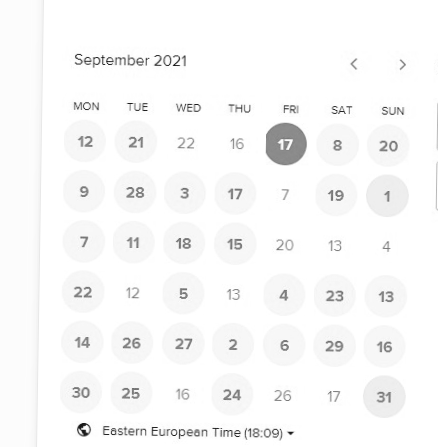 September 2021
MON TUE WED THU FRI SAT SUN
12 21 22 16 17 8 20
9 28 3 17 7 19 1
7 11 18 15 20 13 4
22 12 5 13 4 23 13
14 26 27 2 6 29 16
30 25 16 24 26 17 31
Eastern European Time (18:09)